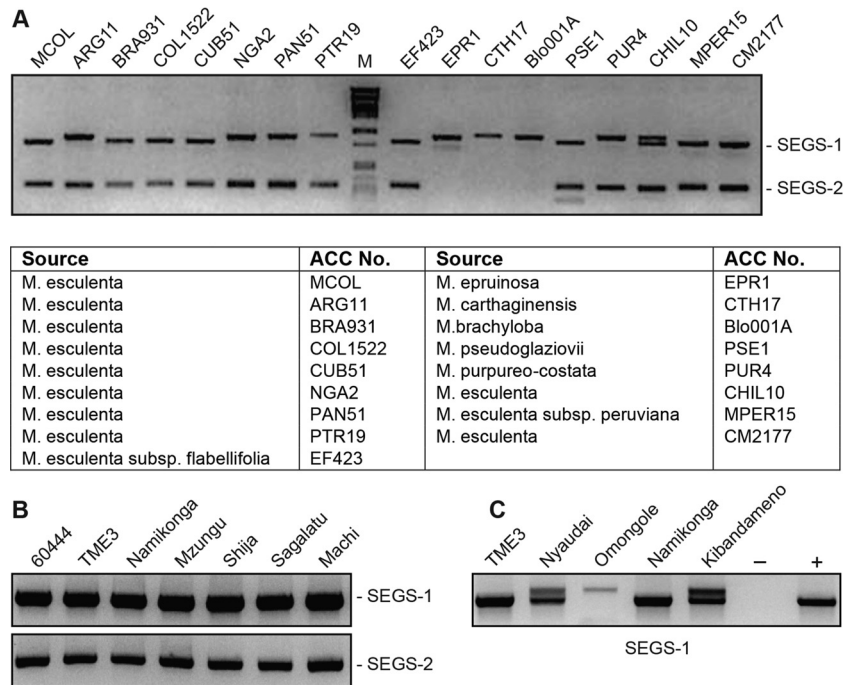 A
MCOL ARG11 BRA931 COL1522 CUB51 NGA2 PAN51 PTR19 M EF423 EPR1 CTH17 Blo001A PSE1 PUR4 CHIL10 MPER15 CM2177
- SEGS-1
- SEGS-2
Source ACC No. Source ACC No.
M. esculenta MCOL M. epruinosa EPR1
M. esculenta ARG11 M. carthaginensis CTH17
M. esculenta BRA931 M.brachyloba Blo001A
M. esculenta COL1522 M. pseudoglaziovii PSE1
M. esculenta CUB51 M. purpureo-costata PUR4
M. esculenta NGA2 M. esculenta CHIL10
M. esculenta PAN51 M. esculenta subsp. peruviana MPER15
M. esculenta PTR19 M. esculenta CM2177
M. esculenta subsp. flabellifolia EF423
B
60444 TME3 Namikonga Mzungu Shija Sagalatu Machi
- SEGS-1
- SEGS-2
C
TME3 Nyaudai Omongole Namikonga Kibandameno – +
SEGS-1